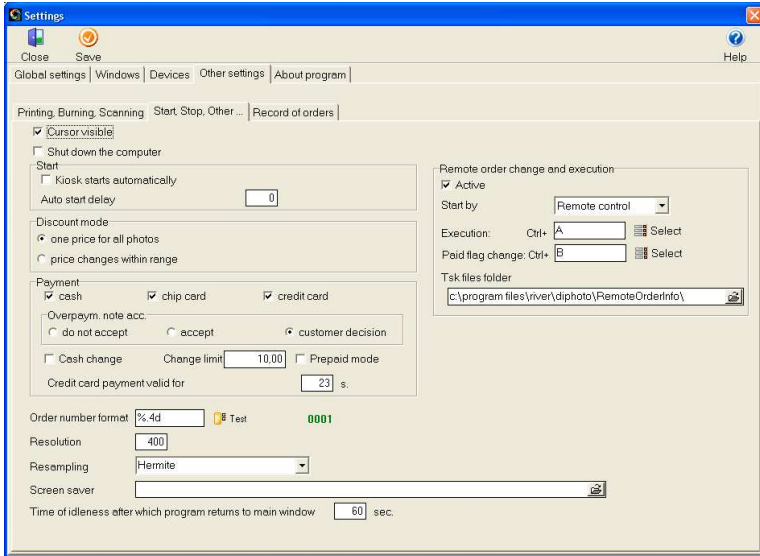 Settings
Close Save Help
Global settings Windows Devices Other settings About program
Printing, Burning, Scanning Start, Stop, Other ... Record of orders
Cursor visible
Shut down the computer
Start
Kiosk starts automatically
Auto start delay 0
Discount mode
one price for all photos
price changes within range
Payment
cash chip card credit card
Overpaym. note acc.
do not accept accept customer decision
Cash change Change limit 10,00 Prepaid mode
Credit card payment valid for 23 s.
Remote order change and execution
Active
Start by Remote control
Execution: Ctrl+ A Select
Paid flag change: Ctrl+ B Select
Tsk files folder
c:\program files\river\diphoto\RemoteOrderInfo\
Order number format %.4d Test 0001
Resolution 400
Resampling Hermite
Screen saver
Time of idleness after which program returns to main window 60 sec.